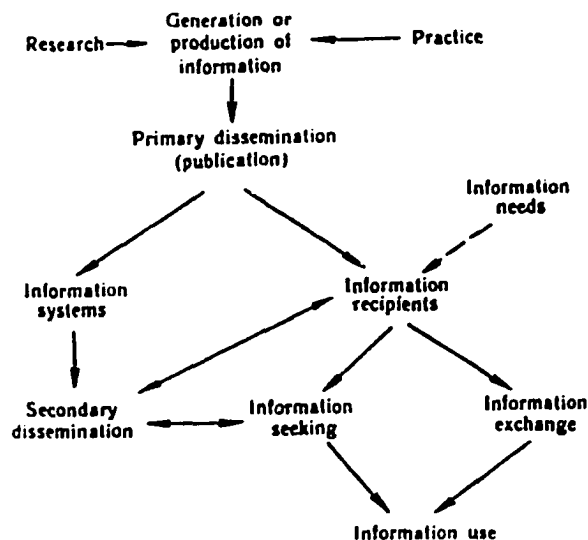 Research
Generation or
production of
information
Practice
Primary dissemination
(publication)
Information
needs
Information
systems
Information
recipients
Secondary
dissemination
Information
seeking
Information
exchange
Information use